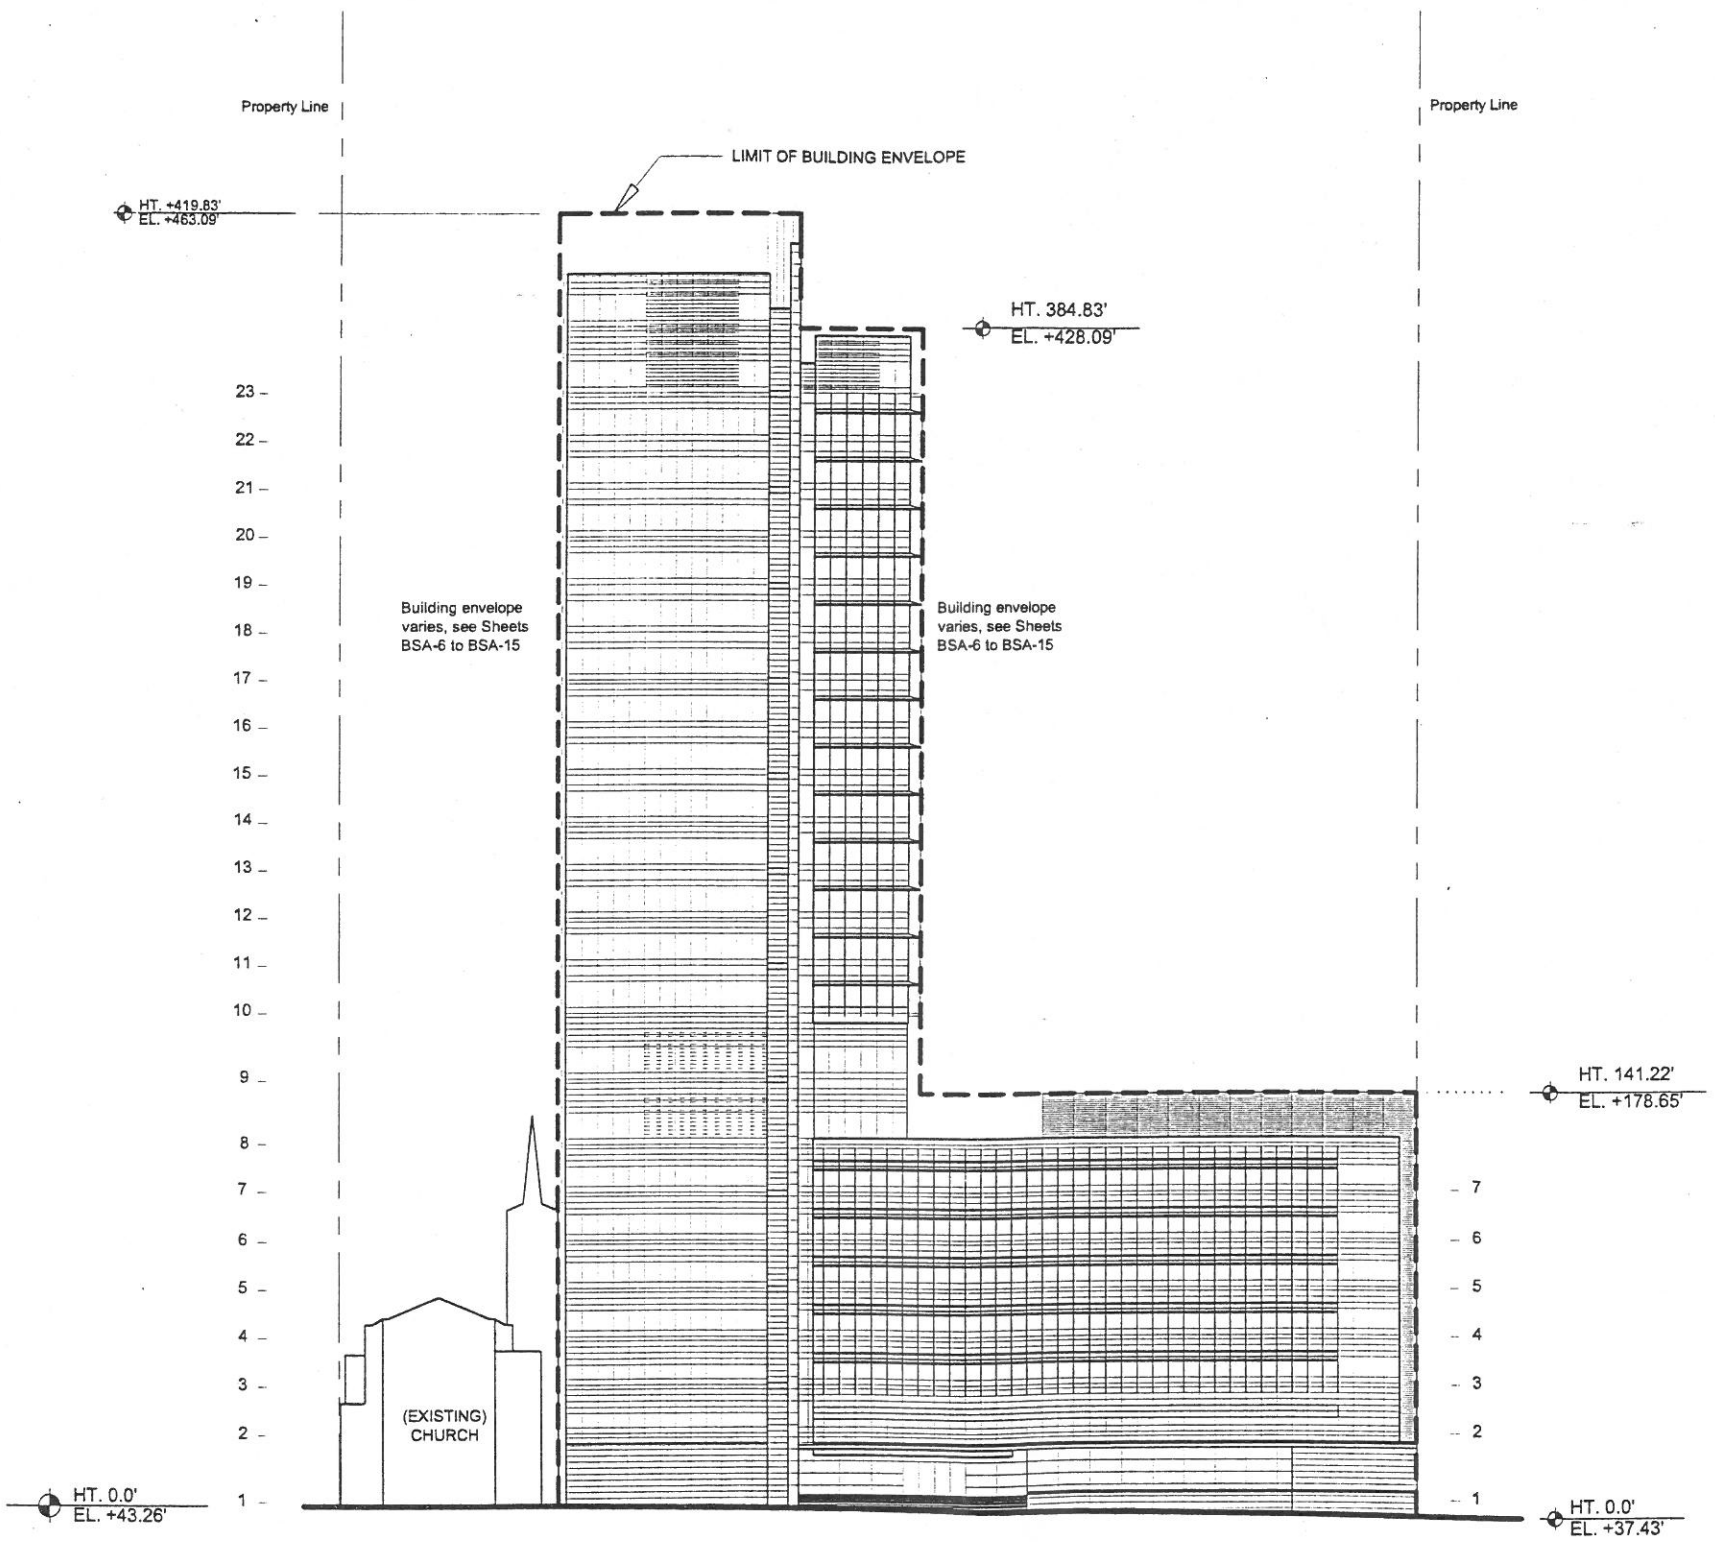 Property Line
Property Line
LIMIT OF BUILDING ENVELOPE
HT. +419.83'
EL. +463.09'
HT. 384.83'
EL. +428.09'
23
22
21
20
19
Building envelope
varies, see Sheets
BSA-6 to BSA-15
Building envelope
varies, see Sheets
BSA-6 to BSA-15
18
17
16
15
14
13
12
11
10
9
HT. 141.22'
EL. +178.65'
8
7
7
6
6
5
5
4
4
3
3
(EXISTING)
CHURCH
2
2
1
1
HT. 0.0'
EL. +43.26'
HT. 0.0'
EL. +37.43'